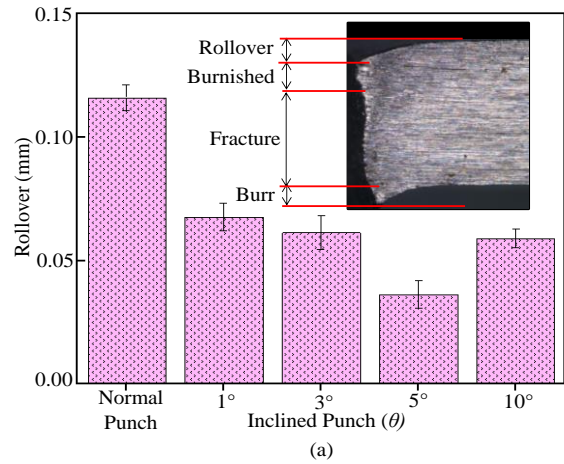 0.15
0.10
0.05
0.00
Rollover (mm)
Rollover
Burnished
Fracture
Burr
Normal
Punch
1°
3°
5°
10°
Inclined Punch (θ)
(a)